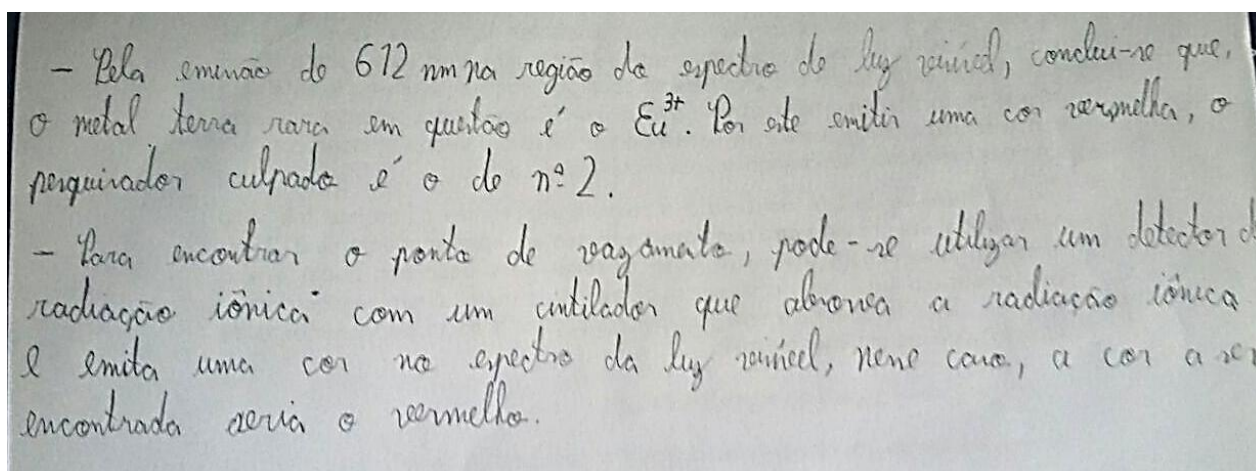 - Pela emissão de 612 nm na região do espectro de luz visível, conclui-se que,
o metal terra rara em questão é o Eu³⁺. Por este emitir uma cor vermelha, o
pesquisador culpado é o de nº 2.
- Para encontrar o ponto de vazamento, pode-se utilizar um detector d
radiação iônica com um cintilador que absorva a radiação iônica
e emita uma cor no espectro da luz visível, nesse caso, a cor a ser
encontrada seria o vermelho.